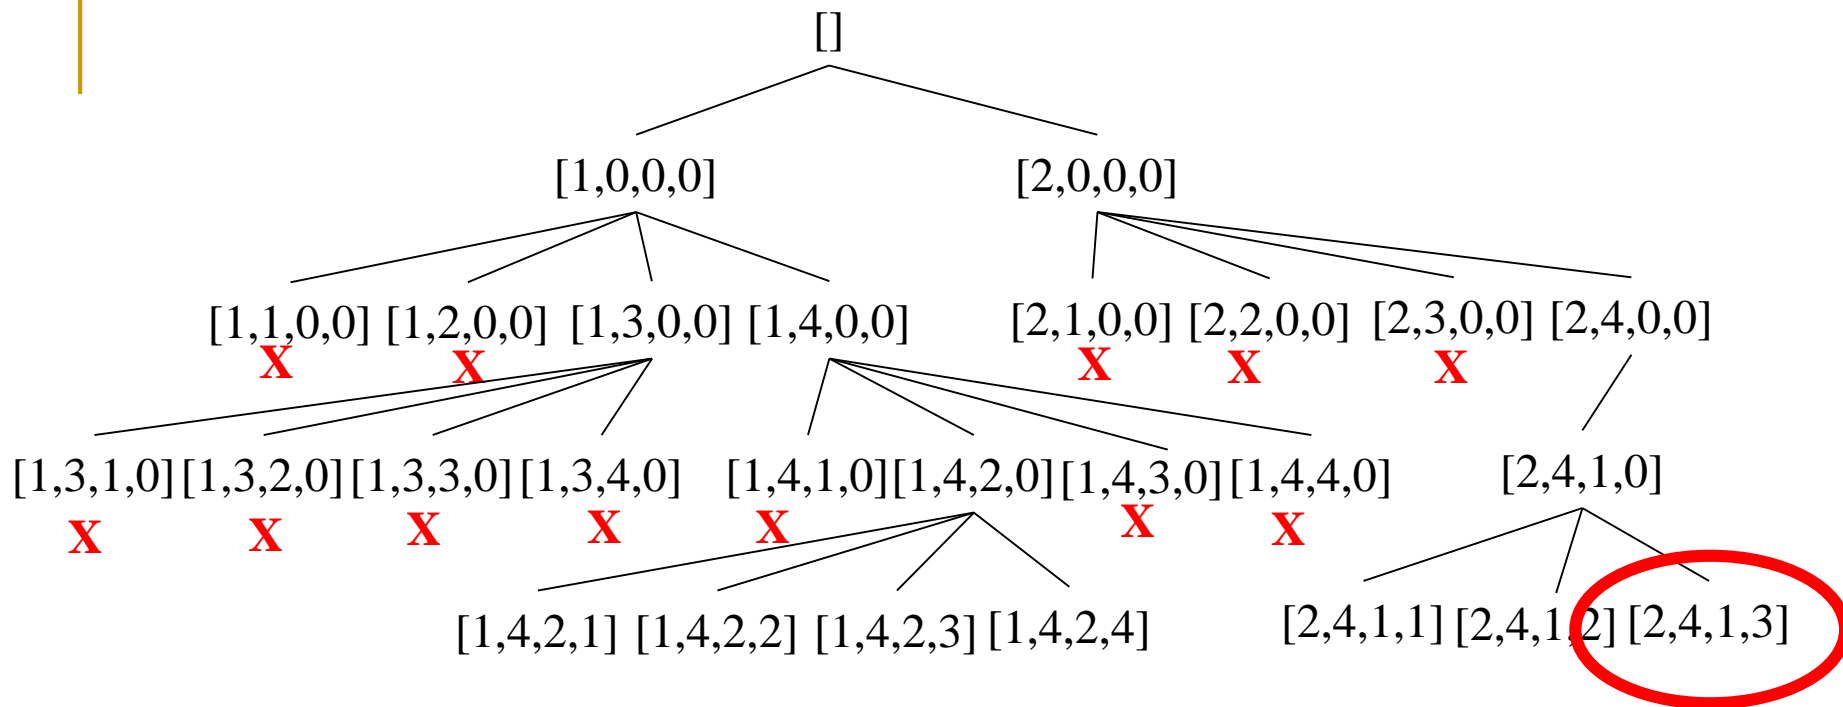 []
[1,0,0,0] [2,0,0,0]
[1,1,0,0] [1,2,0,0] [1,3,0,0] [1,4,0,0] [2,1,0,0] [2,2,0,0] [2,3,0,0] [2,4,0,0]
X X X X X
[1,3,1,0] [1,3,2,0] [1,3,3,0] [1,3,4,0] [1,4,1,0] [1,4,2,0] [1,4,3,0] [1,4,4,0] [2,4,1,0]
X X X X X X X
[1,4,2,1] [1,4,2,2] [1,4,2,3] [1,4,2,4] [2,4,1,1] [2,4,1,2] [2,4,1,3]